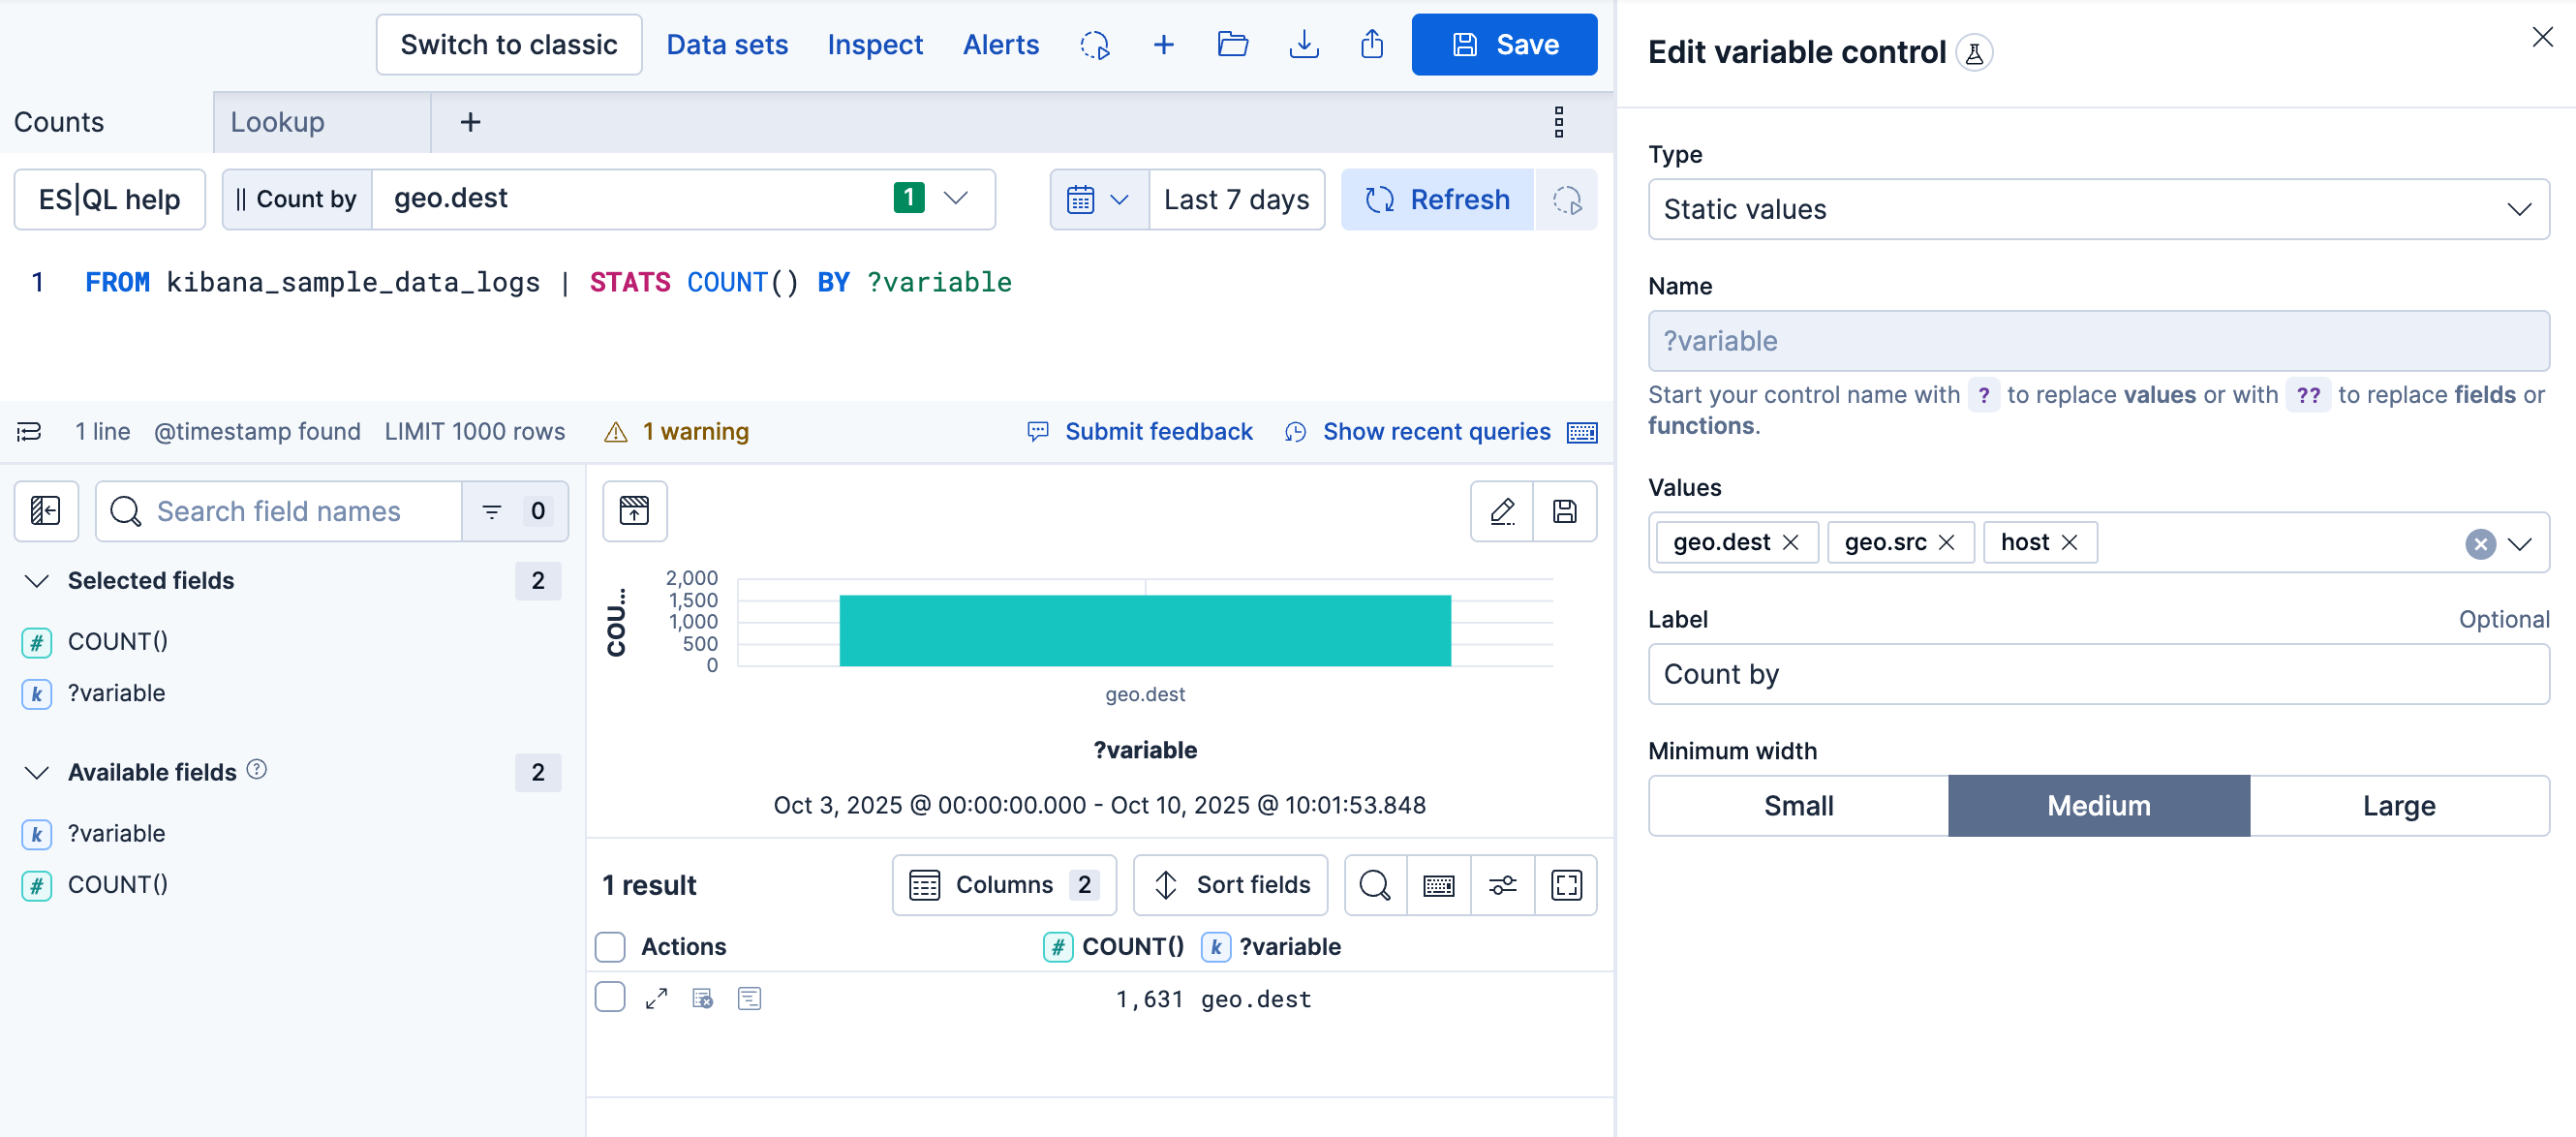 Switch to classic Data sets Inspect Alerts Save
Counts Lookup
ES|QL help Count by geo.dest 1 Last 7 days Refresh
1 FROM kibana_sample_data_logs | STATS COUNT() BY ?variable
1 line @timestamp found LIMIT 1000 rows 1 warning Submit feedback Show recent queries
Search field names 0
Selected fields 2
# COUNT()
k ?variable
Available fields ? 2
k ?variable
# COUNT()
COU...
2,000
1,500
1,000
500
0
geo.dest
?variable
Oct 3, 2025 @ 00:00:00.000 - Oct 10, 2025 @ 10:01:53.848
1 result Columns 2 Sort fields
Actions # COUNT() k ?variable
1,631 geo.dest
Edit variable control
Type
Static values
Name
?variable
Start your control name with ? to replace values or with ?? to replace fields or
functions.
Values
geo.dest geo.src host
Label Optional
Count by
Minimum width
Small Medium Large